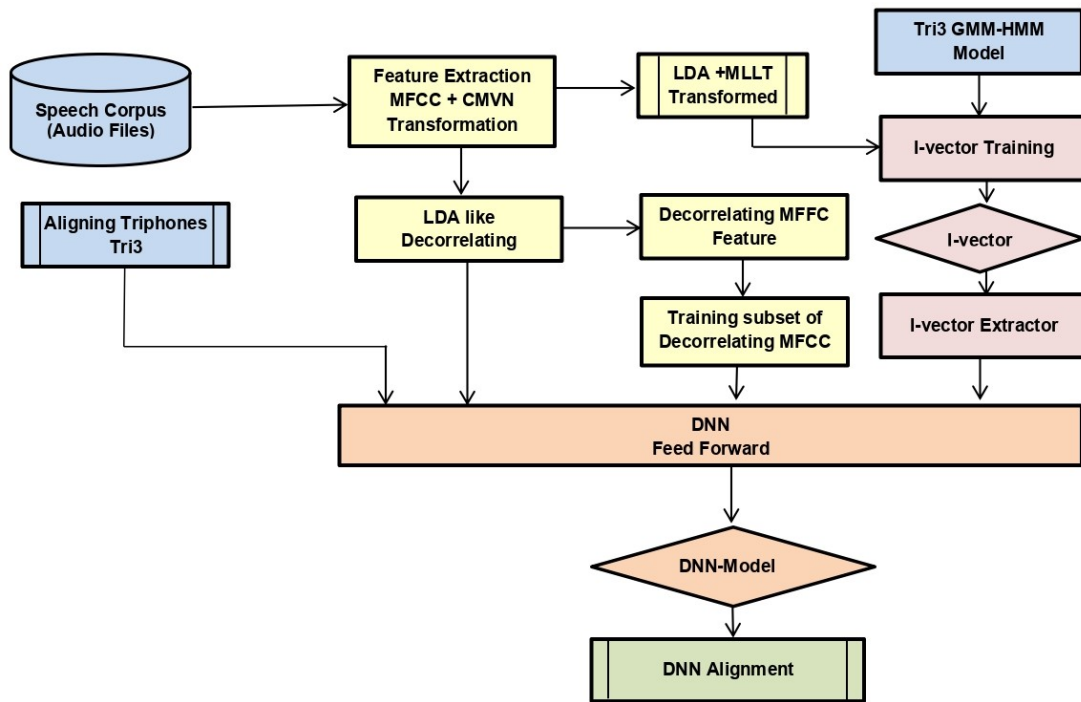 Tri3 GMM-HMM
Model
Speech Corpus
(Audio Files)
Feature Extraction
MFCC + CMVN
Transformation
LDA +MLLT
Transformed
I-vector Training
Aligning Triphones
Tri3
LDA like
Decorrelating
Decorrelating MFFC
Feature
I-vector
Training subset of
Decorrelating MFCC
I-vector Extractor
DNN
Feed Forward
DNN-Model
DNN Alignment